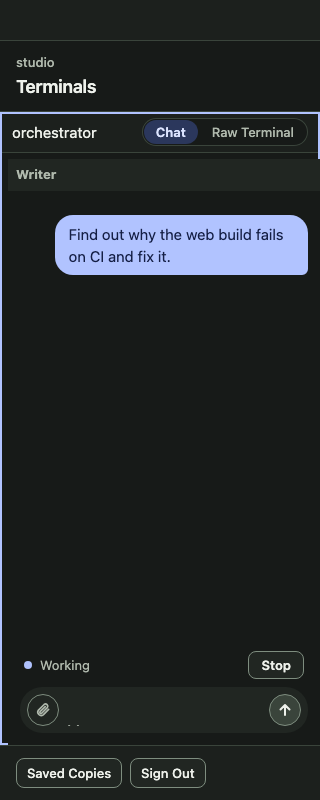 studio
Terminals
orchestrator
Chat
Raw Terminal
Writer
Find out why the web build fails
on CI and fix it.
Working
Stop
Saved Copies
Sign Out